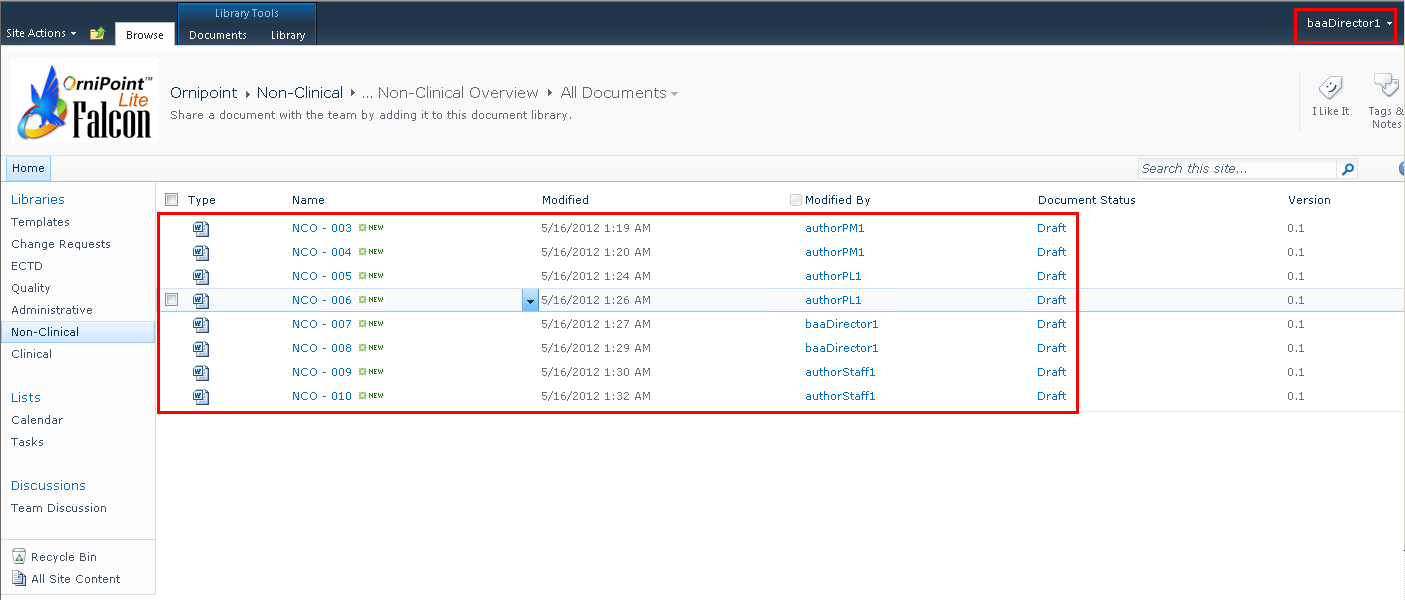 Library Tools
Site Actions Browse Documents Library baaDirector1
OrniPoint™ Lite Falcon
Ornipoint Non-Clinical ... Non-Clinical Overview All Documents
Share a document with the team by adding it to this document library.
I Like It
Tags &
Notes
Home Search this site...
Libraries
Templates
Change Requests
ECTD
Quality
Administrative
Non-Clinical
Clinical
Lists
Calendar
Tasks
Discussions
Team Discussion
Recycle Bin
All Site Content
Type Name Modified Modified By Document Status Version
NCO - 003 NEW 5/16/2012 1:19 AM authorPM1 Draft 0.1
NCO - 004 NEW 5/16/2012 1:20 AM authorPM1 Draft 0.1
NCO - 005 NEW 5/16/2012 1:24 AM authorPL1 Draft 0.1
NCO - 006 NEW 5/16/2012 1:26 AM authorPL1 Draft 0.1
NCO - 007 NEW 5/16/2012 1:27 AM baaDirector1 Draft 0.1
NCO - 008 NEW 5/16/2012 1:29 AM baaDirector1 Draft 0.1
NCO - 009 NEW 5/16/2012 1:30 AM authorStaff1 Draft 0.1
NCO - 010 NEW 5/16/2012 1:32 AM authorStaff1 Draft 0.1